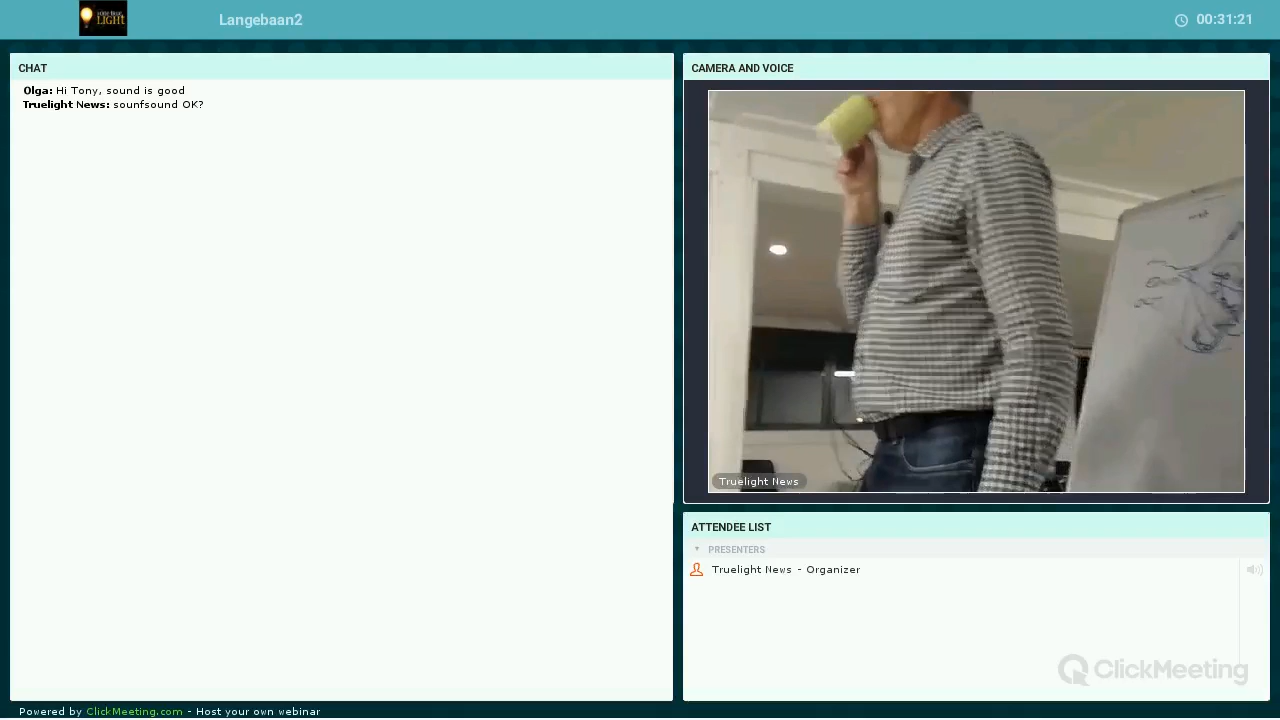 LIGHT
Langebaan2
00:31:21
CHAT
Olga: Hi Tony, sound is good
Truelight News: sounfsound OK?
CAMERA AND VOICE
Truelight News
ATTENDEE LIST
PRESENTERS
Truelight News - Organizer
ClickMeeting
Powered by ClickMeeting.com - Host your own webinar